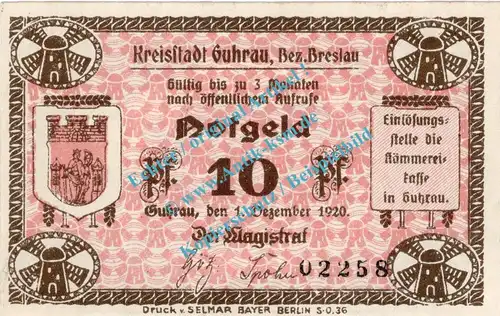 Kreisstadt Guhrau, Bez. Breslau
Gültig bis zu 3 Monaten
nach öffentlichem Aufrufe
Notgeld
Pf. 10 Pf.
Guhrau, den 1. Dezember 1920.
Der Magistrat
Einlösungs-
stelle die
Kämmerei-
kasse
in Guhrau.
02258
Druck v. SELMAR BAYER BERLIN S.O.36